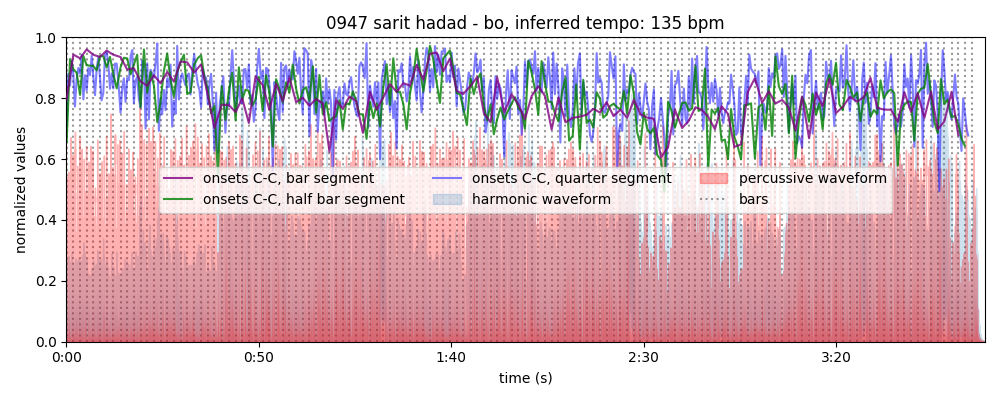 0947 sarit hadad - bo, inferred tempo: 135 bpm
normalized values
1.0
0.8
0.6
0.4
0.2
0.0
onsets C-C, bar segment
onsets C-C, half bar segment
onsets C-C, quarter segment
harmonic waveform
percussive waveform
bars
0:00
0:50
1:40
2:30
3:20
time (s)